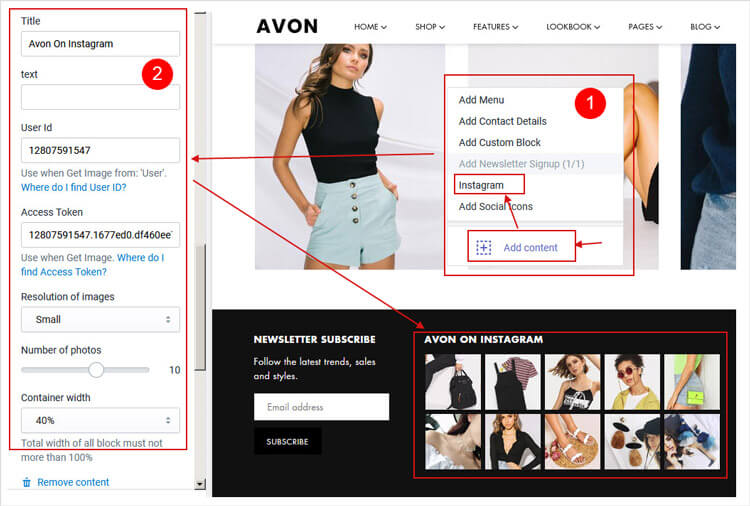 Title
Avon On Instagram
text
2
User Id
12807591547
Use when Get Image from: 'User'.
Where do I find User ID?
Access Token
12807591547.1677ed0.df460ee
Use when Get Image. Where do I
find Access Token?
Resolution of images
Small
Number of photos
10
Container width
40%
Total width of all block must not
more than 100%
Remove content
AVON
HOME
SHOP
FEATURES
LOOKBOOK
PAGES
BLOG
1
Add Menu
Add Contact Details
Add Custom Block
Add Newsletter Signup (1/1)
Instagram
Add Social Icons
Add content
NEWSLETTER SUBSCRIBE
Follow the latest trends, sales
and styles.
Email address
SUBSCRIBE
AVON ON INSTAGRAM